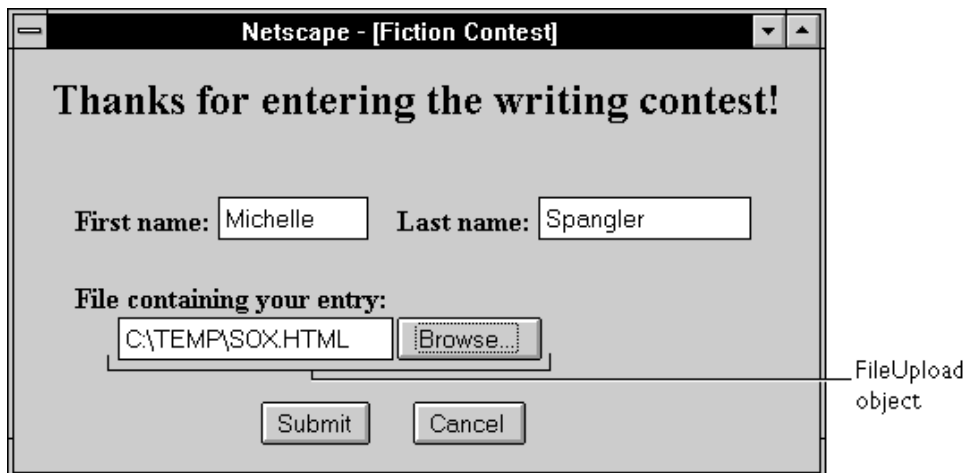 Netscape - [Fiction Contest]
Thanks for entering the writing contest!
First name: Michelle Last name: Spangler
File containing your entry:
C:\TEMP\SOX.HTML Browse...
FileUpload
object
Submit Cancel